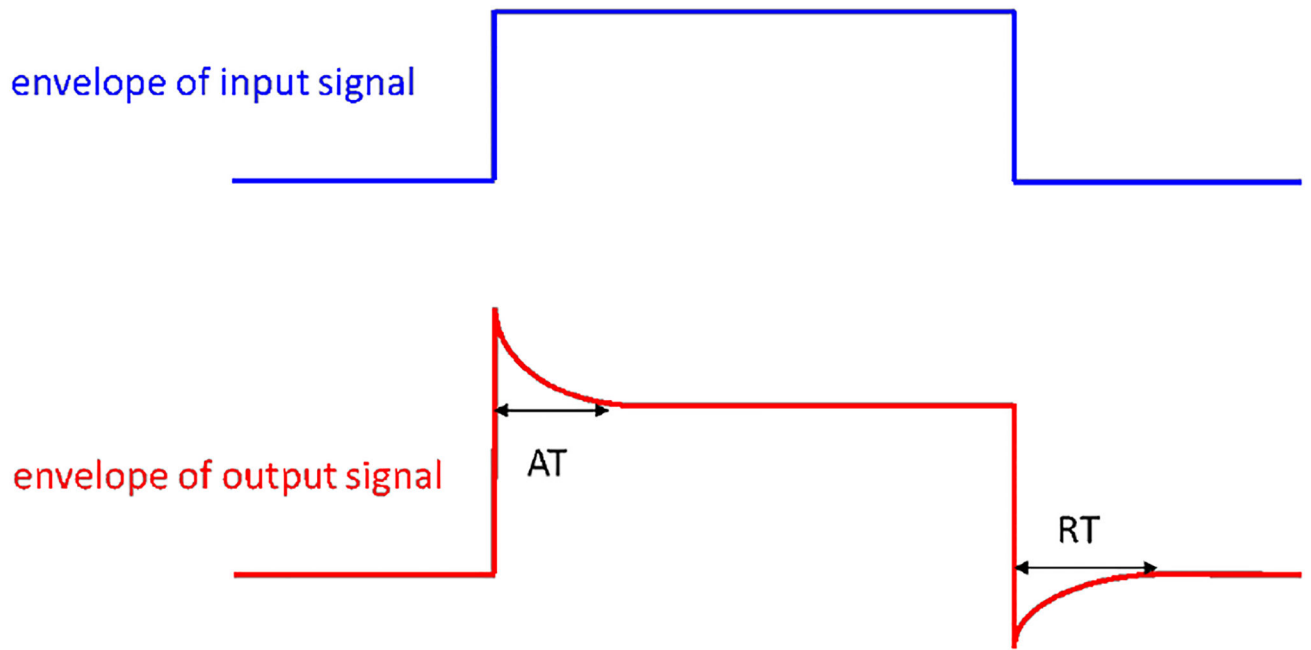 envelope of input signal
AT
envelope of output signal
RT